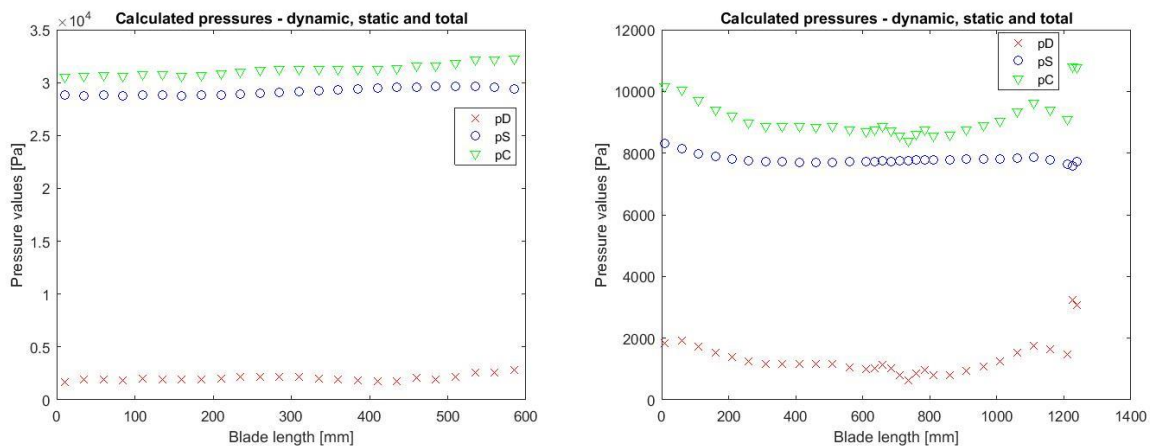 Calculated pressures - dynamic, static and total
×10⁴
3.5
3
2.5
2
1.5
1
0.5
0
Pressure values [Pa]
pD
pS
pC
0 100 200 300 400 500 600
Blade length [mm]
Calculated pressures - dynamic, static and total
12000
10000
8000
6000
4000
2000
0
Pressure values [Pa]
pD
pS
pC
0 200 400 600 800 1000 1200 1400
Blade length [mm]